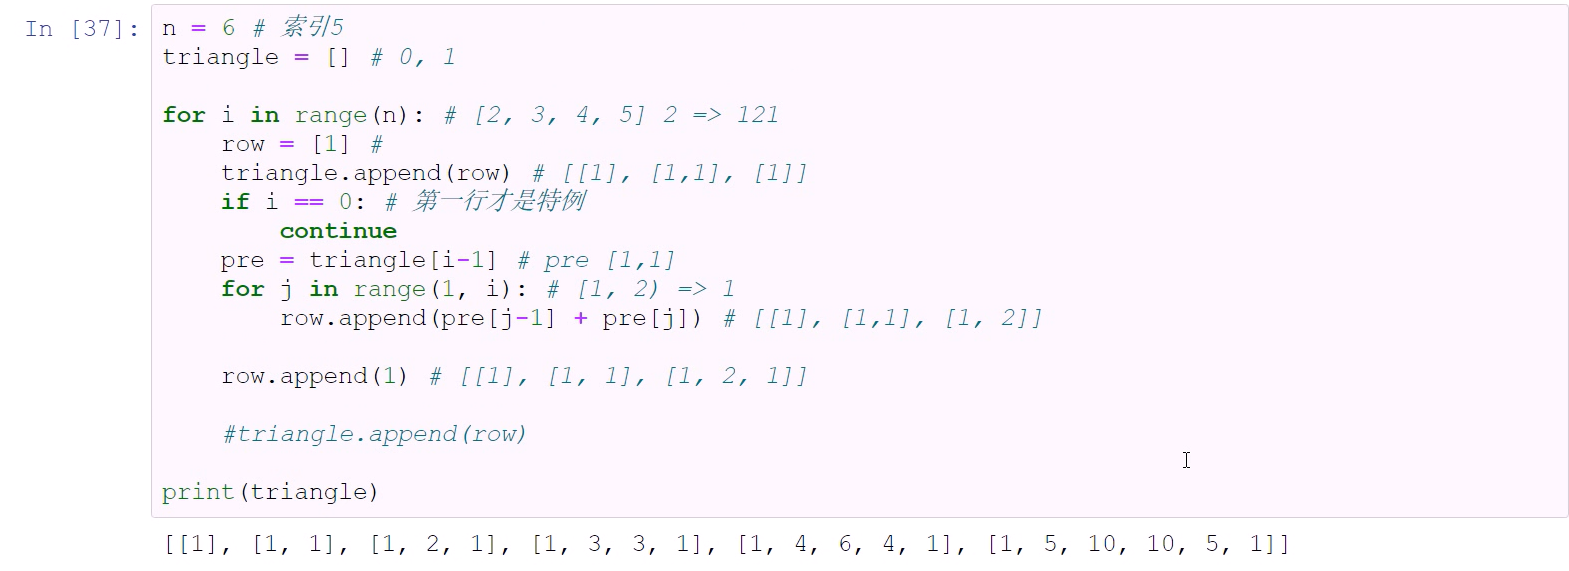 In [37]: n = 6 # 索引5
triangle = [] # 0, 1
for i in range(n): # [2, 3, 4, 5] 2 => 121
    row = [1] #
    triangle.append(row) # [[1], [1,1], [1]]
    if i == 0: # 第一行才是特例
        continue
    pre = triangle[i-1] # pre [1,1]
    for j in range(1, i): # [1, 2) => 1
        row.append(pre[j-1] + pre[j]) # [[1], [1,1], [1, 2]]
    row.append(1) # [[1], [1, 1], [1, 2, 1]]
    #triangle.append(row)
print(triangle)
[[1], [1, 1], [1, 2, 1], [1, 3, 3, 1], [1, 4, 6, 4, 1], [1, 5, 10, 10, 5, 1]]